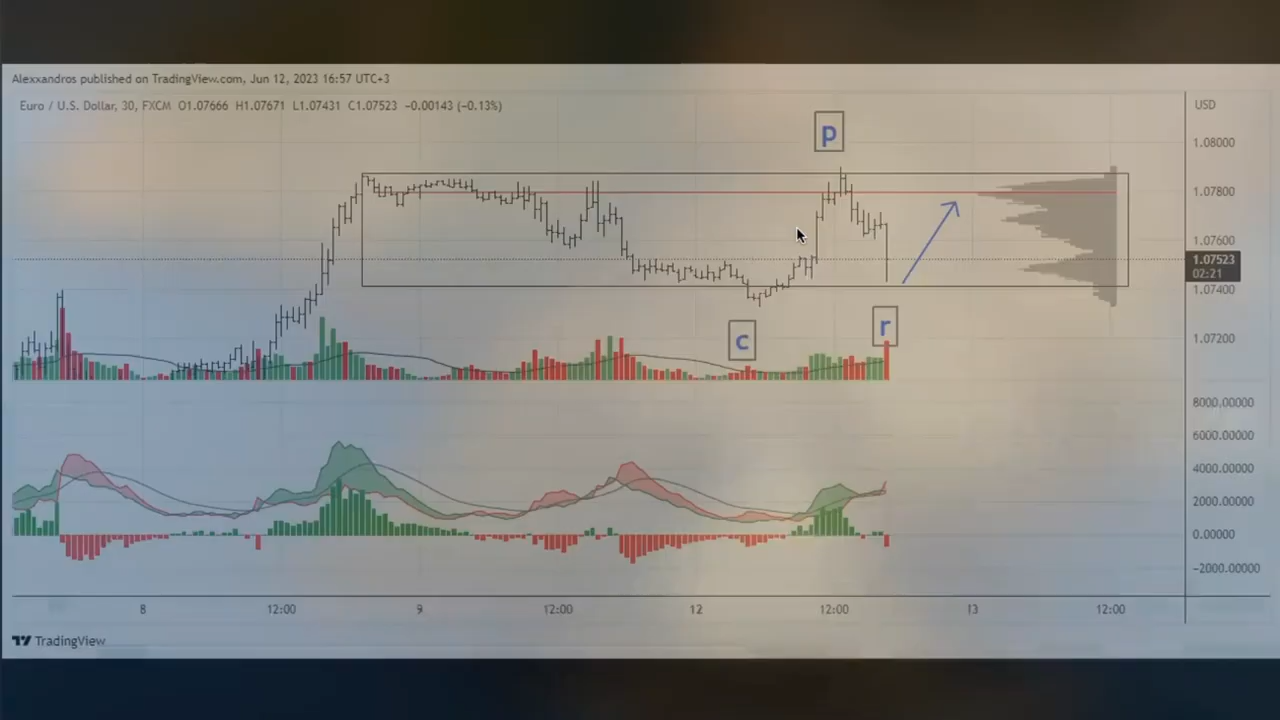 Alexxandros published on TradingView.com, Jun 12, 2023 16:57 UTC+3
Euro / U.S. Dollar, 30, FXCM O1.07666 H1.07671 L1.07431 C1.07523 −0.00143 (−0.13%)
USD
p
1.08000
1.07800
1.07600
1.07523
02:21
1.07400
c
r
1.07200
8000.00000
6000.00000
4000.00000
2000.00000
0.00000
−2000.00000
8 12:00 9 12:00 12 12:00 13 12:00
TradingView